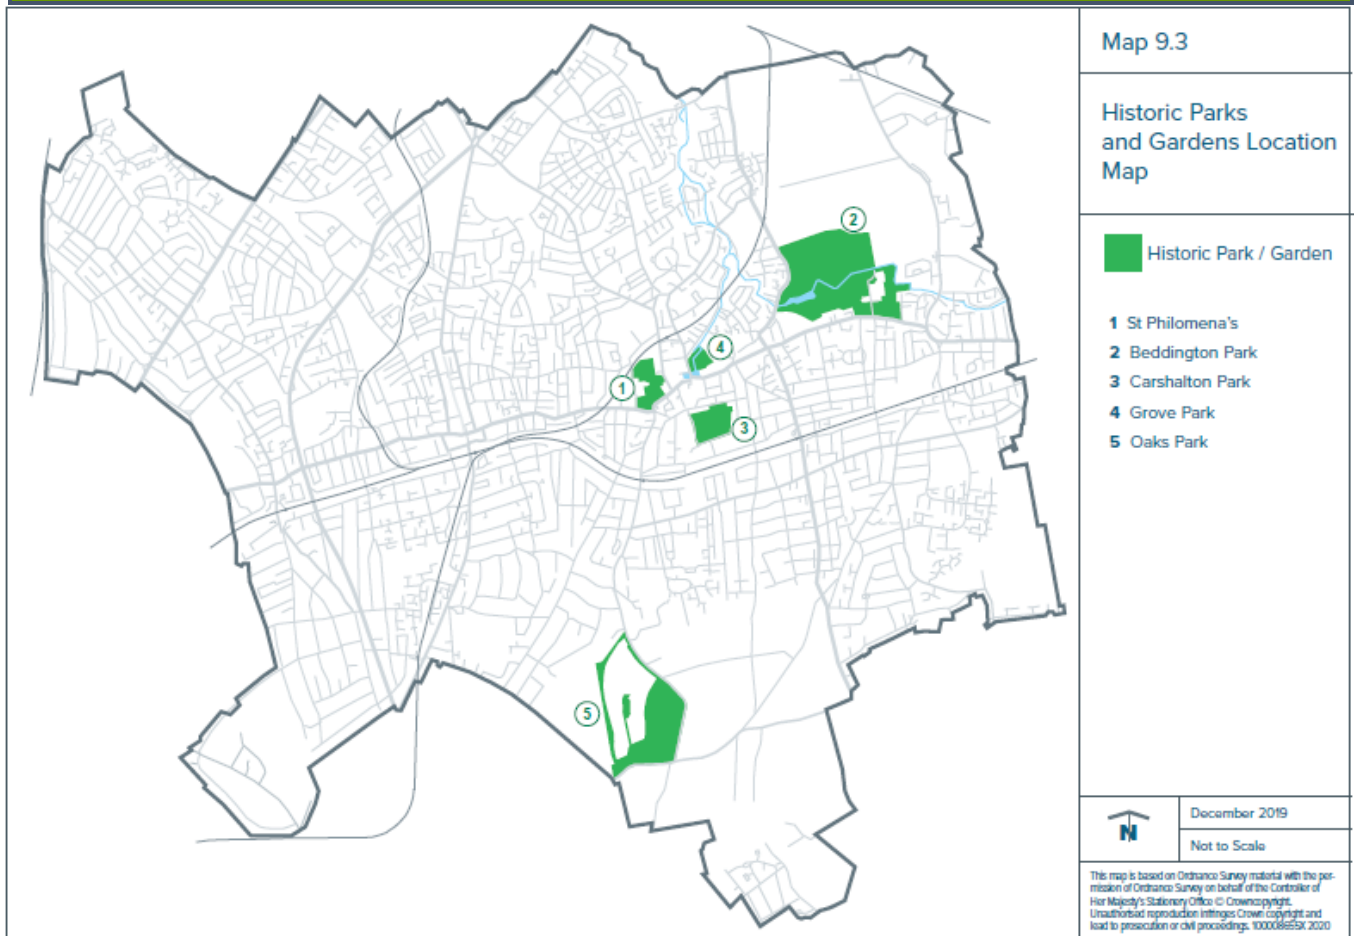 Map 9.3
Historic Parks
and Gardens Location
Map
Historic Park / Garden
1 St Philomena's
2 Beddington Park
3 Carshalton Park
4 Grove Park
5 Oaks Park
2
4
1
3
5
N
December 2019
Not to Scale
This map is based on Ordnance Survey material with the per-
mission of Ordnance Survey on behalf of the Controller of
Her Majesty's Stationery Office © Crowncopyright.
Unauthorised reproduction infringes Crown copyright and
lead to prosecution or civil proceedings. 2020